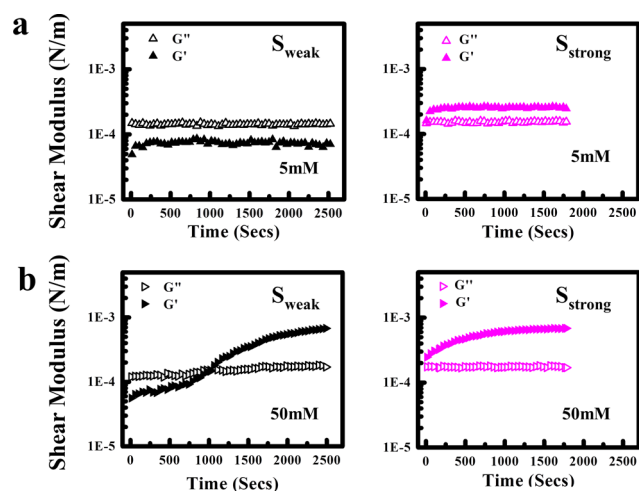 a
Shear Modulus (N/m)
1E-3
1E-4
1E-5
G"
G'
Sweak
5mM
0 500 1000 1500 2000 2500
Time (Secs)
1E-3
1E-4
1E-5
G"
G'
Sstrong
5mM
0 500 1000 1500 2000 2500
Time (Secs)
b
Shear Modulus (N/m)
1E-3
1E-4
1E-5
G"
G'
Sweak
50mM
0 500 1000 1500 2000 2500
Time (Secs)
1E-3
1E-4
1E-5
G"
G'
Sstrong
50mM
0 500 1000 1500 2000 2500
Time (Secs)